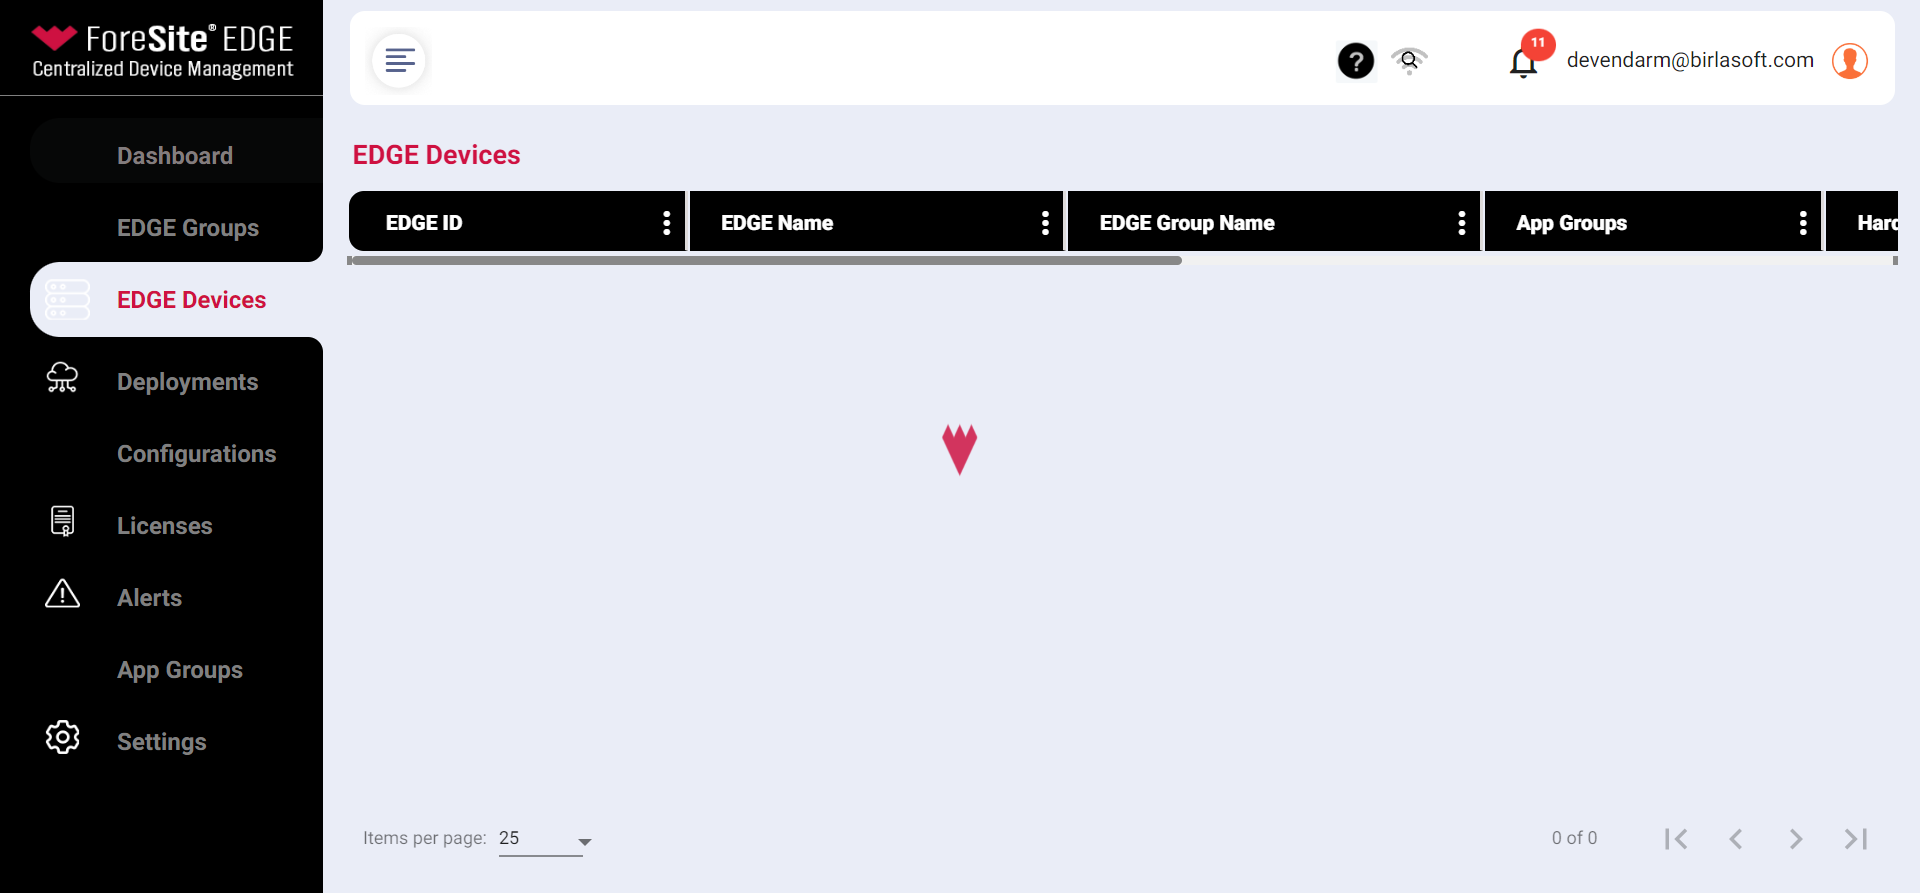 ForeSite® EDGE
Centralized Device Management
?
11
devendarm@birlasoft.com
Dashboard
EDGE Groups
EDGE Devices
Deployments
Configurations
Licenses
Alerts
App Groups
Settings
EDGE Devices
EDGE ID
EDGE Name
EDGE Group Name
App Groups
Hard
Items per page: 25
0 of 0